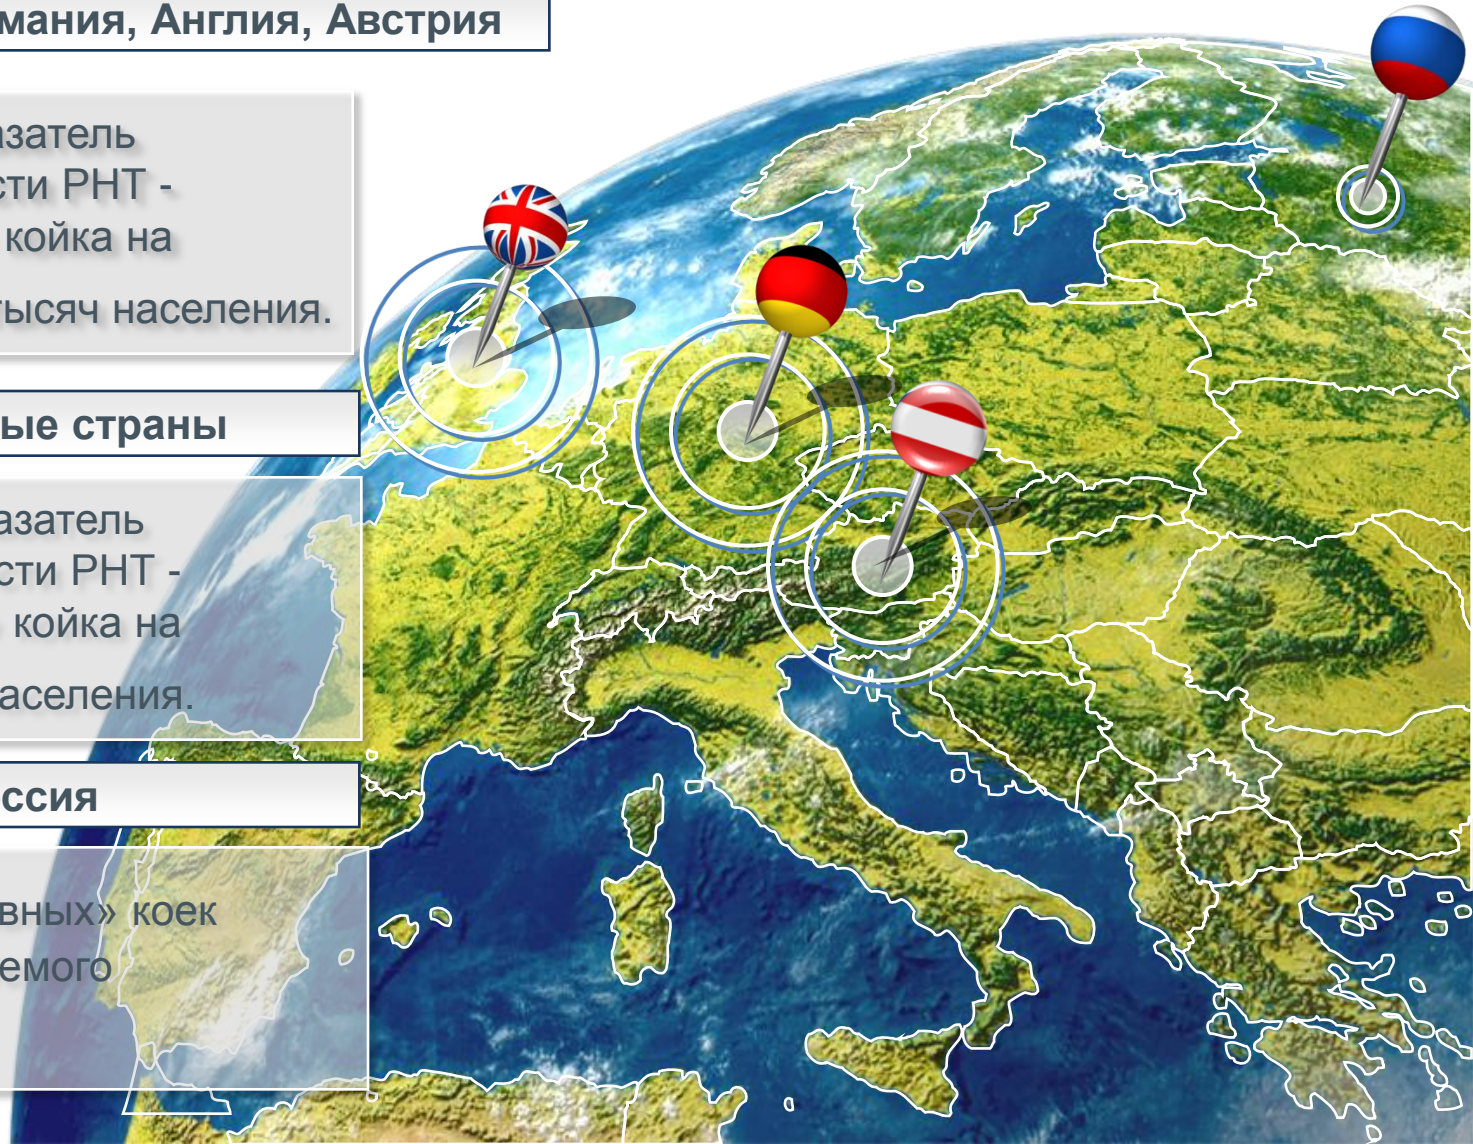 мания, Англия, Австрия
азатель
сти РНТ -
койка на
тысяч населения.
ые страны
азатель
сти РНТ -
койка на
аселения.
ссия
вных» коек
емого